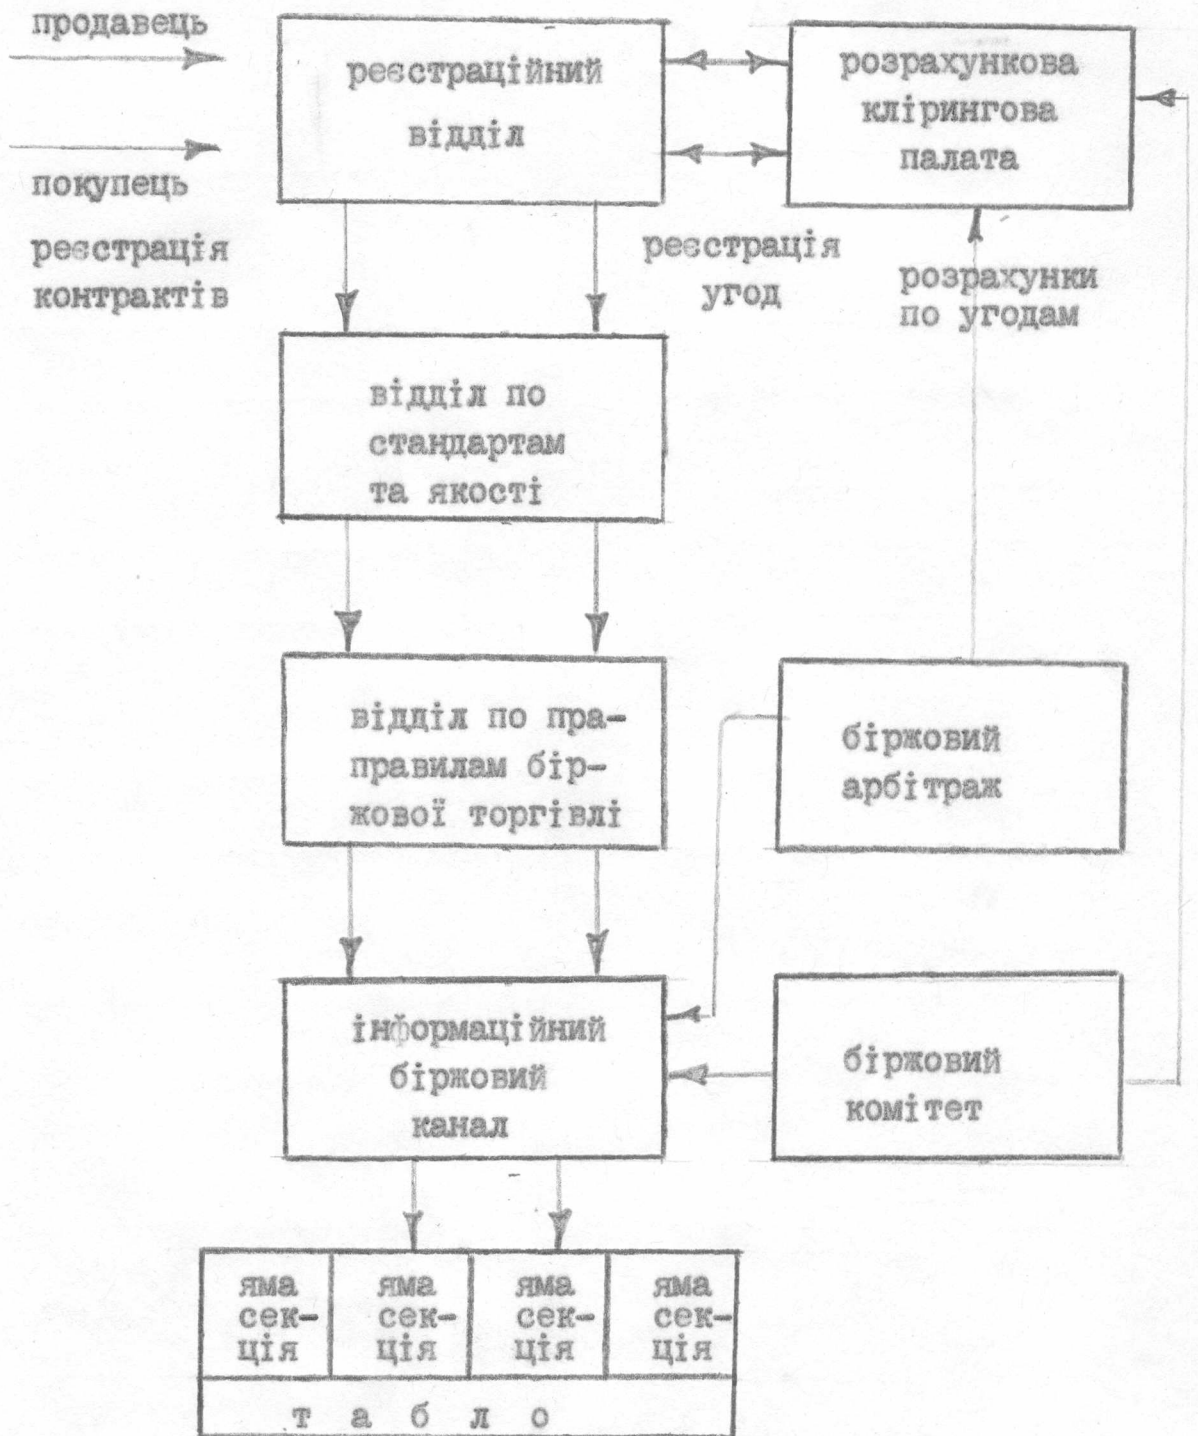 продавець
покупець
реєстрація
контрактів
реєстраційний
відділ
розрахункова
клірингова
палата
реєстрація
угод
розрахунки
по угодам
відділ по
стандартам
та якості
відділ по пра-
правилам бір-
жової торгівлі
біржовий
арбітраж
інформаційний
біржовий
канал
біржовий
комітет
яма
сек-
ція
яма
сек-
ція
яма
сек-
ція
яма
сек-
ція
т а б л о